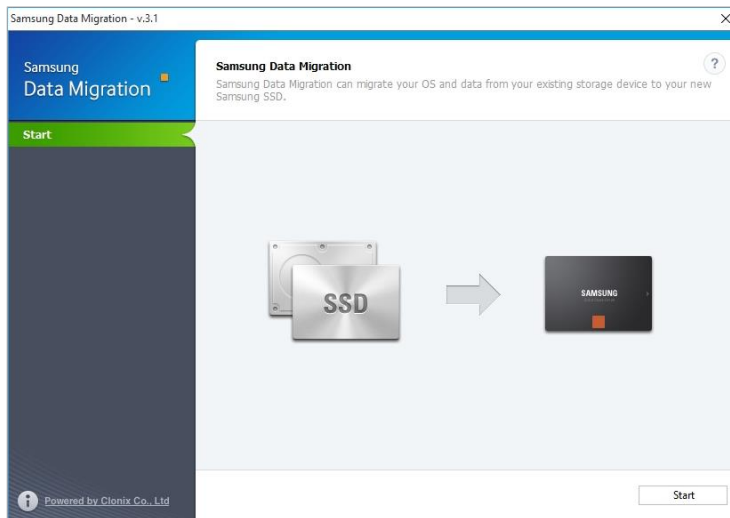 Samsung Data Migration - v.3.1
Samsung
Data Migration
Samsung Data Migration
Samsung Data Migration can migrate your OS and data from your existing storage device to your new
Samsung SSD.
?
Start
SSD
SAMSUNG
Powered by Clonix Co., Ltd
Start